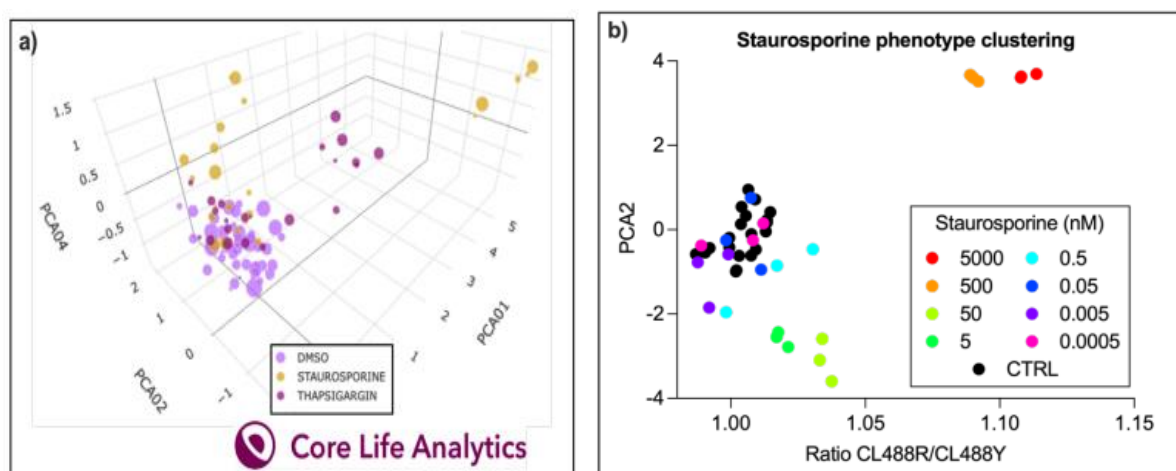 a)
PCA04
1.5
1
0.5
0
−0.5
−1
PCA02
2
1
0
−1
PCA01
5
4
3
2
1
DMSO
STAUROSPORINE
THAPSIGARGIN
Core Life Analytics
b)
Staurosporine phenotype clustering
PCA2
4
2
0
-2
-4
Staurosporine (nM)
5000 0.5
500 0.05
50 0.005
5 0.0005
CTRL
1.00 1.05 1.10 1.15
Ratio CL488R/CL488Y